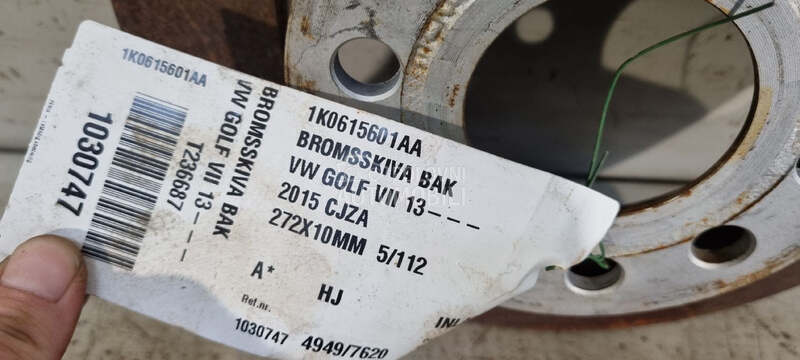 1K0615601AA
BROMSSKIVA BAK
VW GOLF VII 13---
2015 CJZA
272X10MM 5/112
A* HJ
Ref.nr.
1030747 4949/7620
1K0615601AA
BROMSSKIVA BAK
VW GOLF VII 13---
T236687
1030747